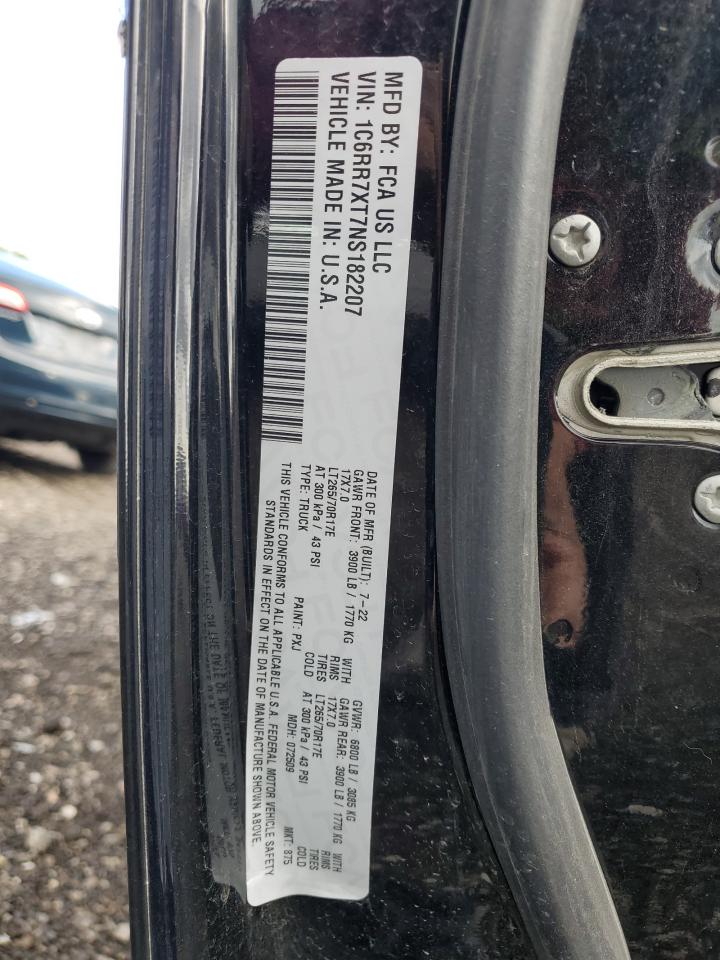 MFD BY: FCA US LLC
VIN: 1C6RR7XT7NS182207
VEHICLE MADE IN: U.S.A.
DATE OF MFR (BUILT): 7-22 GVWR: 6800 LB / 3085 KG
GAWR FRONT: 3900 LB / 1770 KG WITH GAWR REAR: 3900 LB / 1770 KG WITH
17X7.0 RIMS 17X7.0 RIMS
LT265/70R17E TIRES LT265/70R17E TIRES
AT 300 kPa / 43 PSI COLD AT 300 kPa / 43 PSI COLD
TYPE: TRUCK PAINT: PXJ MDH: 072509 MKT: 875
THIS VEHICLE CONFORMS TO ALL APPLICABLE U.S.A. FEDERAL MOTOR VEHICLE SAFETY
STANDARDS IN EFFECT ON THE DATE OF MANUFACTURE SHOWN ABOVE.